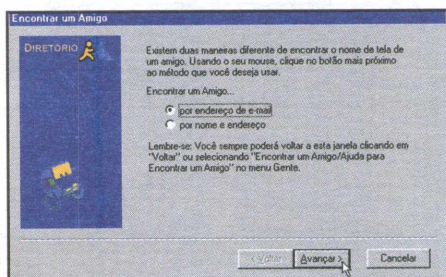 Encontrar um Amigo
DIRETÓRIO
Existem duas maneiras diferente de encontrar o nome de tela de
um amigo. Usando o seu mouse, clique no botão mais próximo
ao método que você deseja usar.
Encontrar um Amigo...
por endereço de e-mail
por nome e endereço
Lembre-se: Você sempre poderá voltar a esta janela clicando em
"Voltar" ou selecionando "Encontrar um Amigo/Ajuda para
Encontrar um Amigo" no menu Gente.
< Voltar
Avançar >
Cancelar